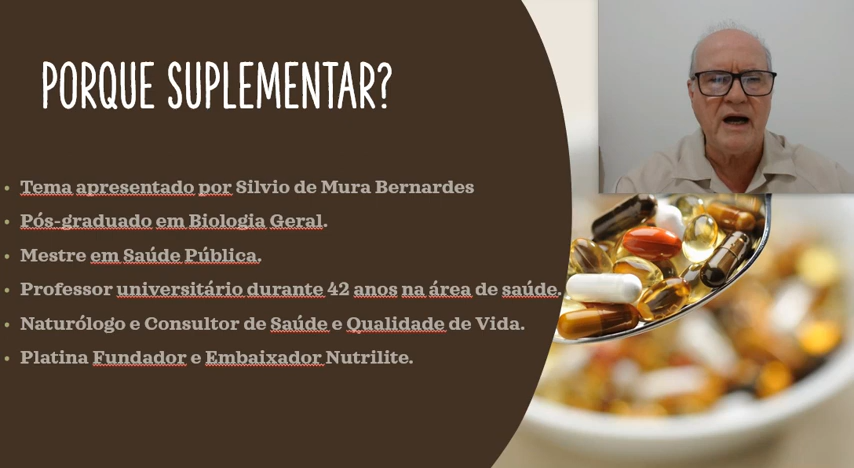 PORQUE SUPLEMENTAR?
• Tema apresentado por Silvio de Mura Bernardes
• Pós-graduado em Biologia Geral.
• Mestre em Saúde Pública.
• Professor universitário durante 42 anos na área de saúde.
• Naturólogo e Consultor de Saúde e Qualidade de Vida.
• Platina Fundador e Embaixador Nutrilite.